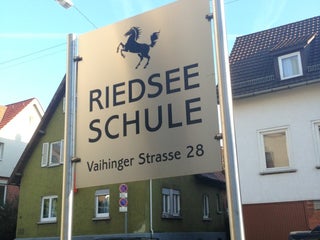 RIEDSEE
SCHULE
Vaihinger Strasse 28